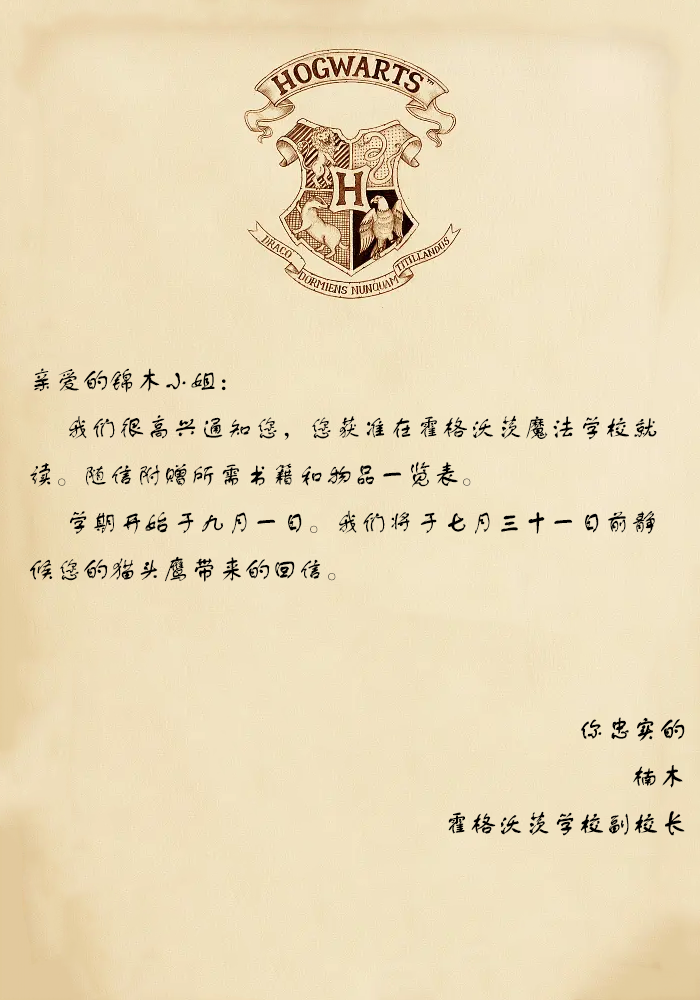 HOGWARTS™
H
DRACO DORMIENS NUNQUAM TITILLANDUS
亲爱的锦木小姐：
我们很高兴通知您，您获准在霍格沃茨魔法学校就
读。随信附赠所需书籍和物品一览表。
学期开始于九月一日。我们将于七月三十一日前静
候您的猫头鹰带来的回信。
你忠实的
楠木
霍格沃茨学校副校长